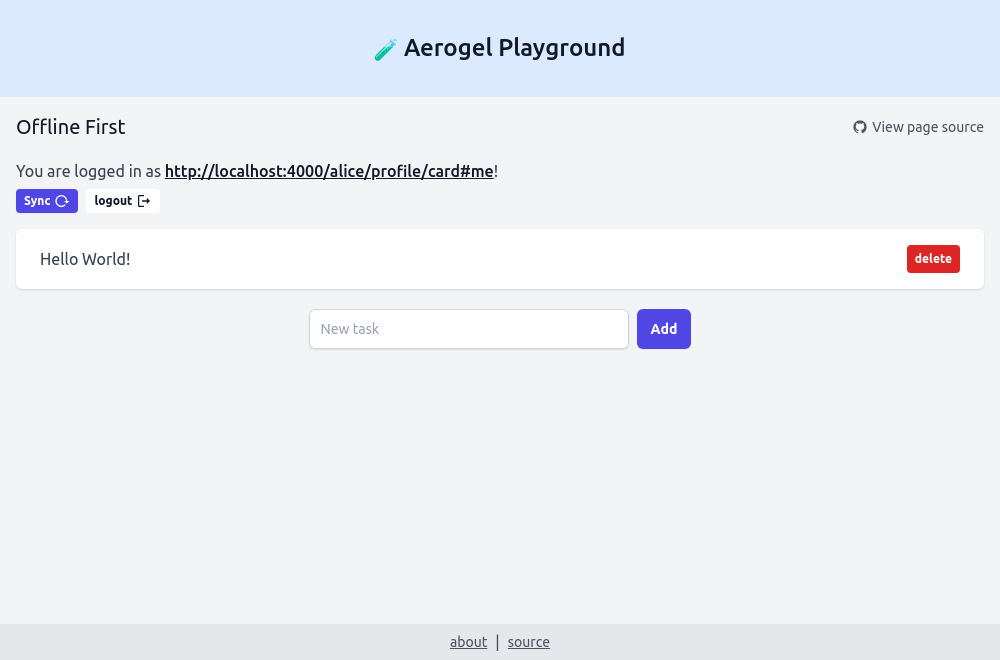 Aerogel Playground
Offline First
View page source
You are logged in as http://localhost:4000/alice/profile/card#me!
Sync
logout
Hello World!
delete
New task
Add
about | source